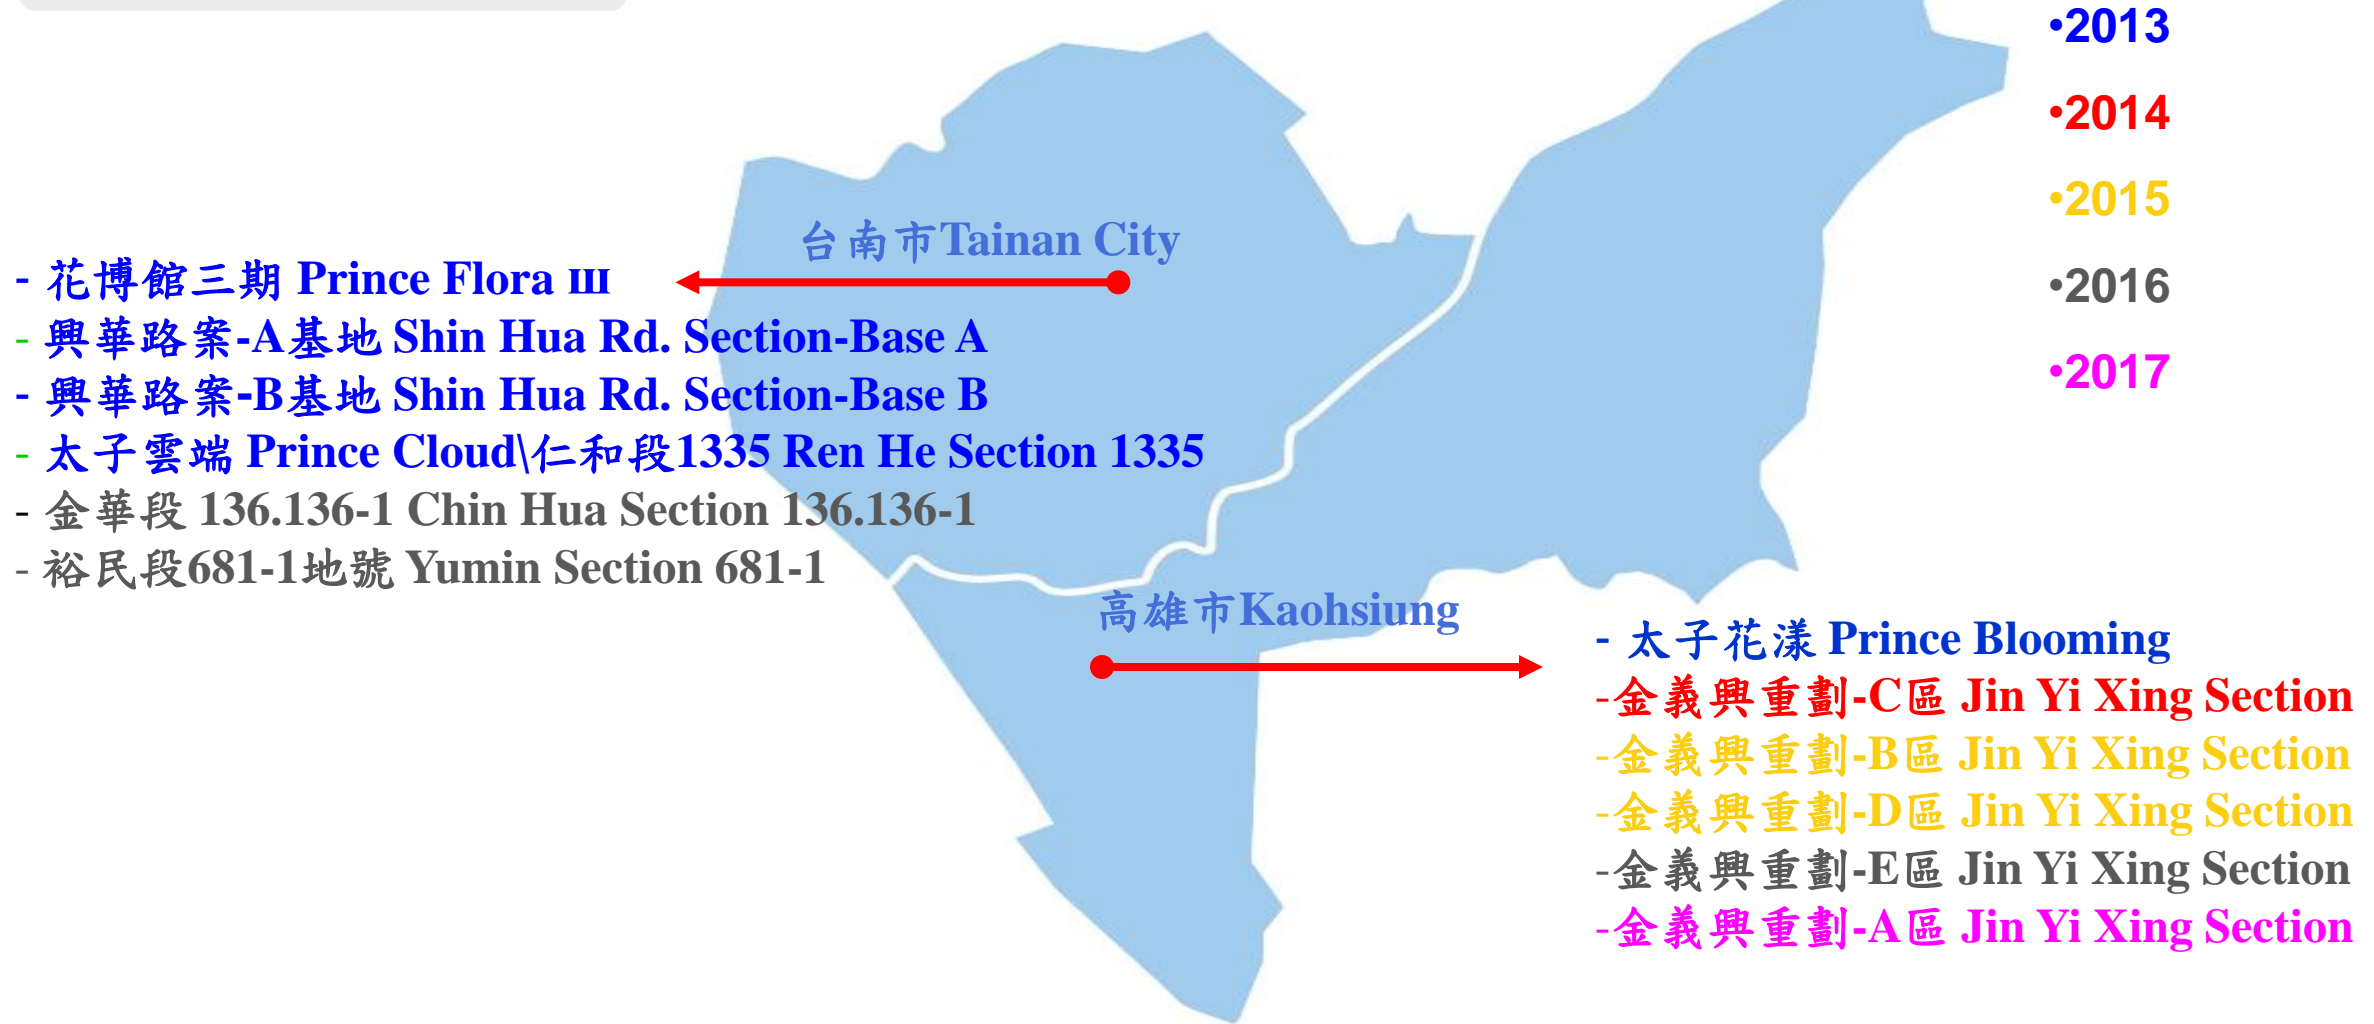 •2013
•2014
•2015
•2016
•2017
台南市Tainan City
- 花博館三期 Prince Flora III
- 興華路案-A基地 Shin Hua Rd. Section-Base A
- 興華路案-B基地 Shin Hua Rd. Section-Base B
- 太子雲端 Prince Cloud\仁和段1335 Ren He Section 1335
- 金華段 136.136-1 Chin Hua Section 136.136-1
- 裕民段681-1地號 Yumin Section 681-1
高雄市Kaohsiung
- 太子花漾 Prince Blooming
-金義興重劃-C區 Jin Yi Xing Section
-金義興重劃-B區 Jin Yi Xing Section
-金義興重劃-D區 Jin Yi Xing Section
-金義興重劃-E區 Jin Yi Xing Section
-金義興重劃-A區 Jin Yi Xing Section